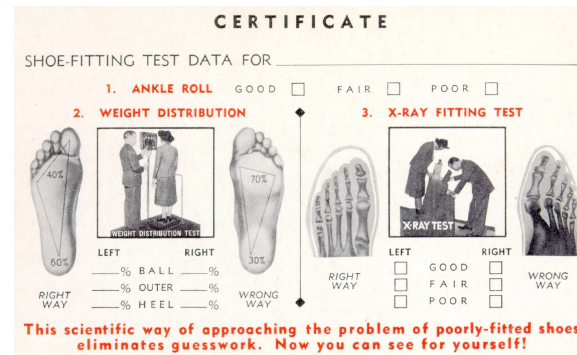 CERTIFICATE
SHOE-FITTING TEST DATA FOR
1. ANKLE ROLL GOOD FAIR POOR
2. WEIGHT DISTRIBUTION
40%
60%
RIGHT
WAY
WEIGHT DISTRIBUTION TEST
70%
30%
WRONG
WAY
LEFT RIGHT
% BALL %
% OUTER %
% HEEL %
3. X-RAY FITTING TEST
RIGHT
WAY
X-RAY TEST
LEFT RIGHT
GOOD
FAIR
POOR
WRONG
WAY
This scientific way of approaching the problem of poorly-fitted shoes
eliminates guesswork. Now you can see for yourself!